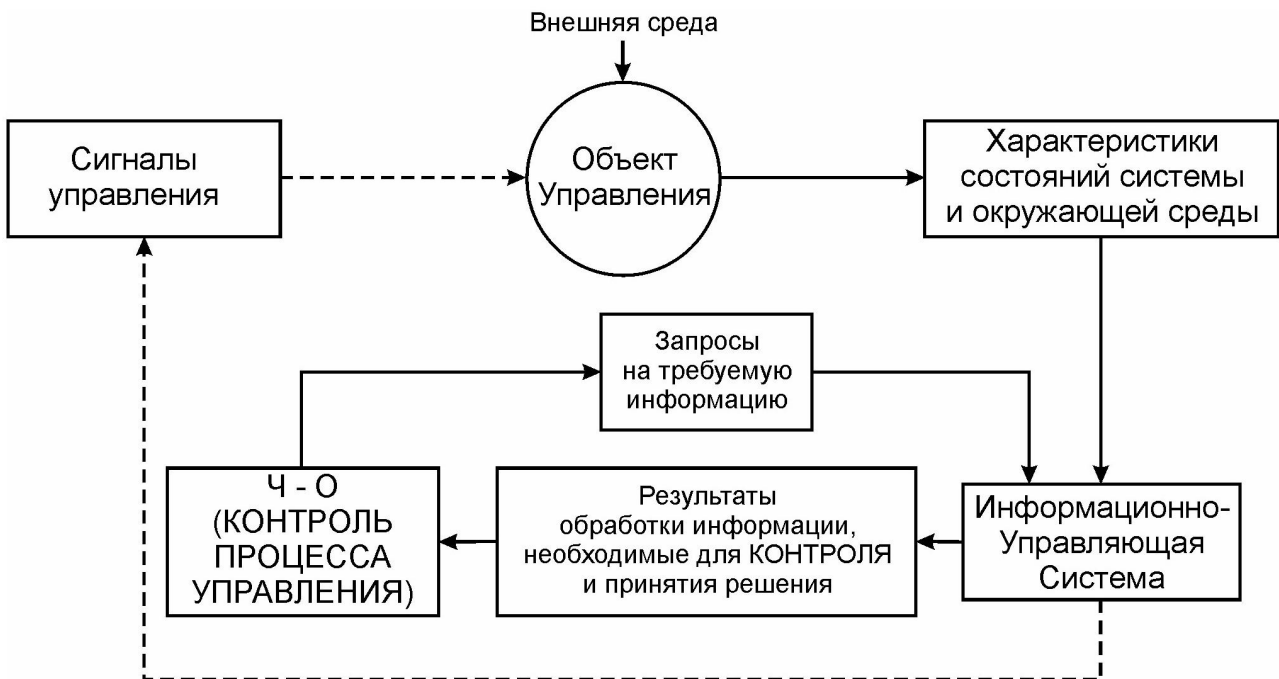 Внешняя среда
Сигналы
управления
Объект
Управления
Характеристики
состояний системы
и окружающей среды
Запросы
на требуемую
информацию
Ч - О
(КОНТРОЛЬ
ПРОЦЕССА
УПРАВЛЕНИЯ)
Результаты
обработки информации,
необходимые для КОНТРОЛЯ
и принятия решения
Информационно-
Управляющая
Система